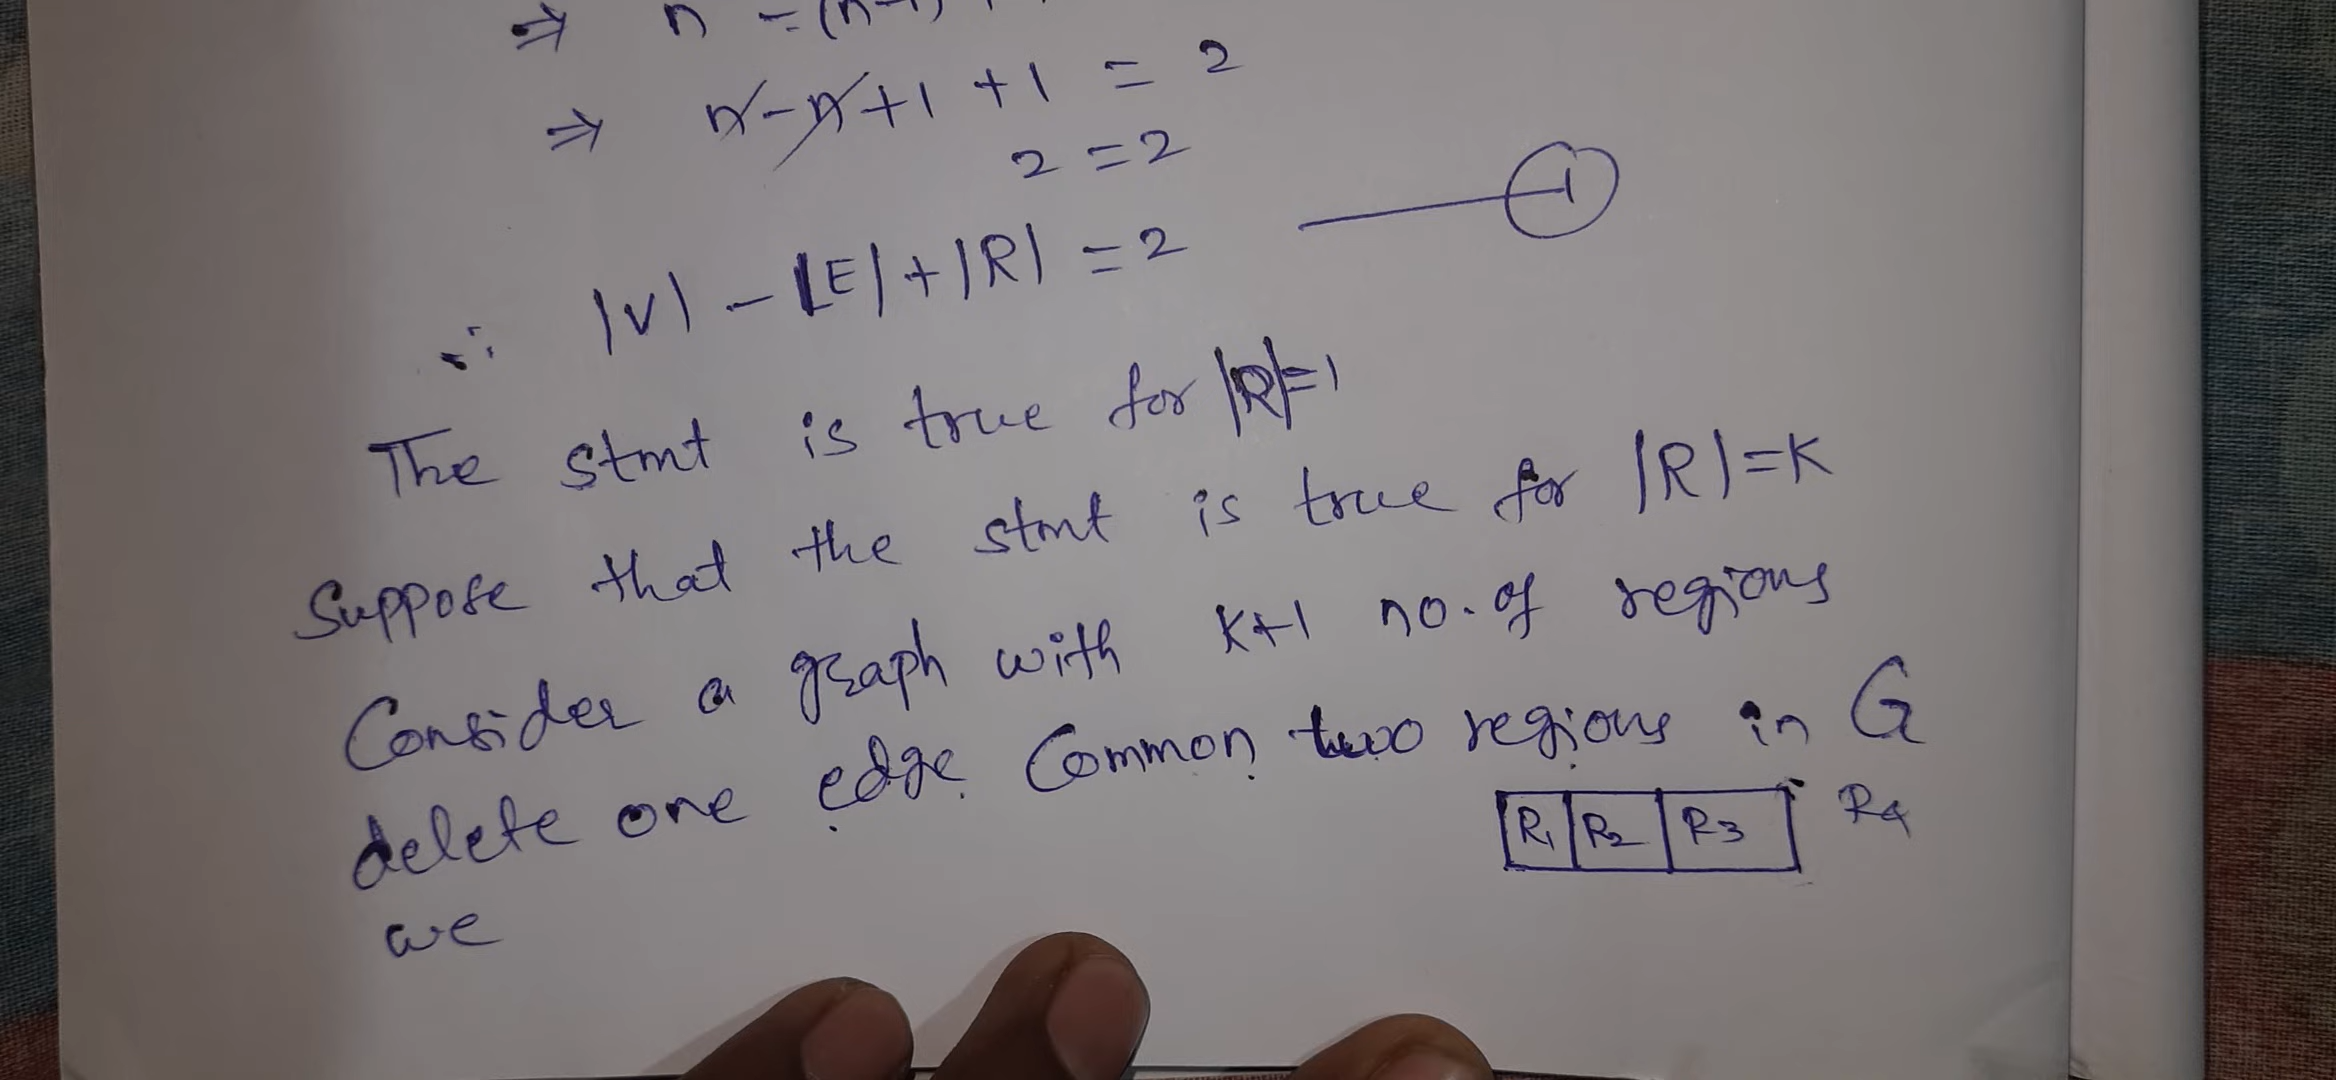 ⇒ n = (n-1)
⇒ n-n+1+1 = 2
2 = 2
1
∴ |V| - |E| + |R| = 2
The stmt is true for |R|=1
Suppose that the stmt is true for |R|=K
Consider a graph with K+1 no. of regions
delete one edge common two regions in G
R1 R2 R3 R4
we